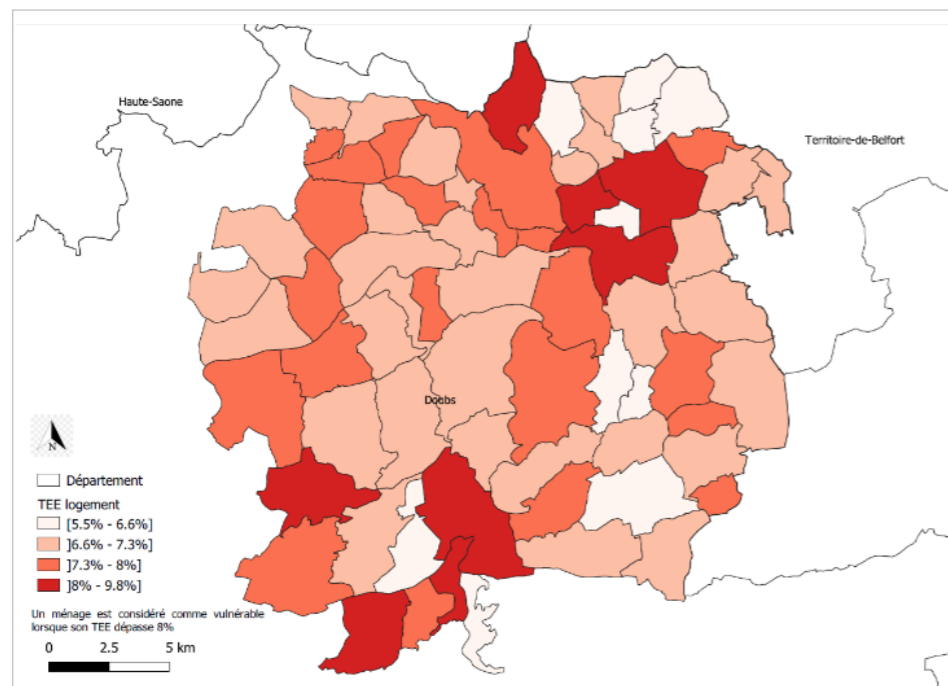 Haute-Saone
Territoire-de-Belfort
Doubs
N
Département
TEE logement
[5.5% - 6.6%]
]6.6% - 7.3%]
]7.3% - 8%]
]8% - 9.8%]
Un ménage est considéré comme vulnérable
lorsque son TEE dépasse 8%
0 2.5 5 km